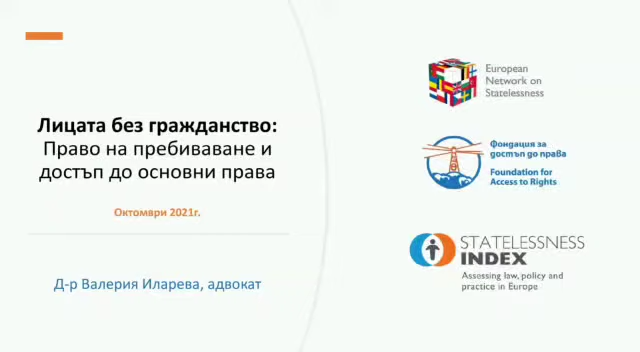 Лицата без гражданство:
Право на пребиваване и
достъп до основни права
Октомври 2021г.
Д-р Валерия Иларева, адвокат
European
Network on
Statelessness
Фондация за
достъп до права
Foundation for
Access to Rights
STATELESSNESS
INDEX
Assessing law, policy and
practice in Europe